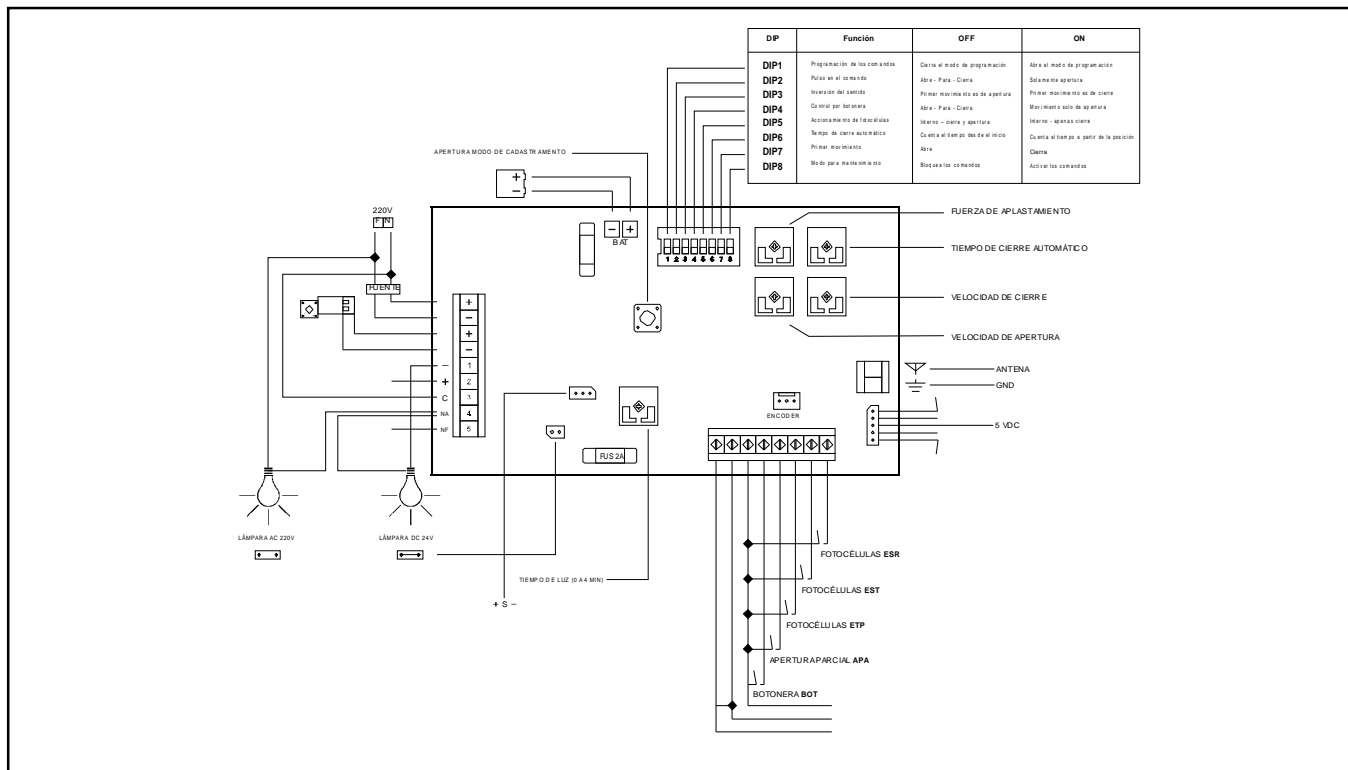 DIP Función OFF ON
DIP1 Programación de los comandos Cierra el modo de programación Abre el modo de programación
DIP2 Pulso en el comando Abre - Para - Cierra Solamente apertura
DIP3 Inversión del sentido Primer movimiento es de apertura Primer movimiento es de cierre
DIP4 Control por botonera Abre - Para - Cierra Movimiento solo de apertura
DIP5 Accionamiento de fotocélulas Interno - cierre y apertura Interno - apenas cierre
DIP6 Tiempo de cierre automático Cuenta el tiempo desde el inicio Cuenta el tiempo a partir de la posición
DIP7 Primer movimiento Abre Cierra
DIP8 Modo para mantenimiento Bloquea los comandos Activar los comandos
APERTURA MODO DE CADASTRAMENTO
+
−
220V
F N
− +
BAT
1 2 3 4 5 6 7 8
FUERZA DE APLASTAMIENTO
TIEMPO DE CIERRE AUTOMÁTICO
VELOCIDAD DE CIERRE
VELOCIDAD DE APERTURA
FUENTE
+
−
+
−
− 1
+ 2
C 3
NA 4
NF 5
ANTENA
GND
5 VDC
ENCODER
FUS 2A
LÂMPARA AC 220V
LÂMPARA DC 24V
TIEMPO DE LUZ (0 A 4 MIN)
+ S −
FOTOCÉLULAS ESR
FOTOCÉLULAS EST
FOTOCÉLULAS ETP
APERTURA PARCIAL APA
BOTONERA BOT